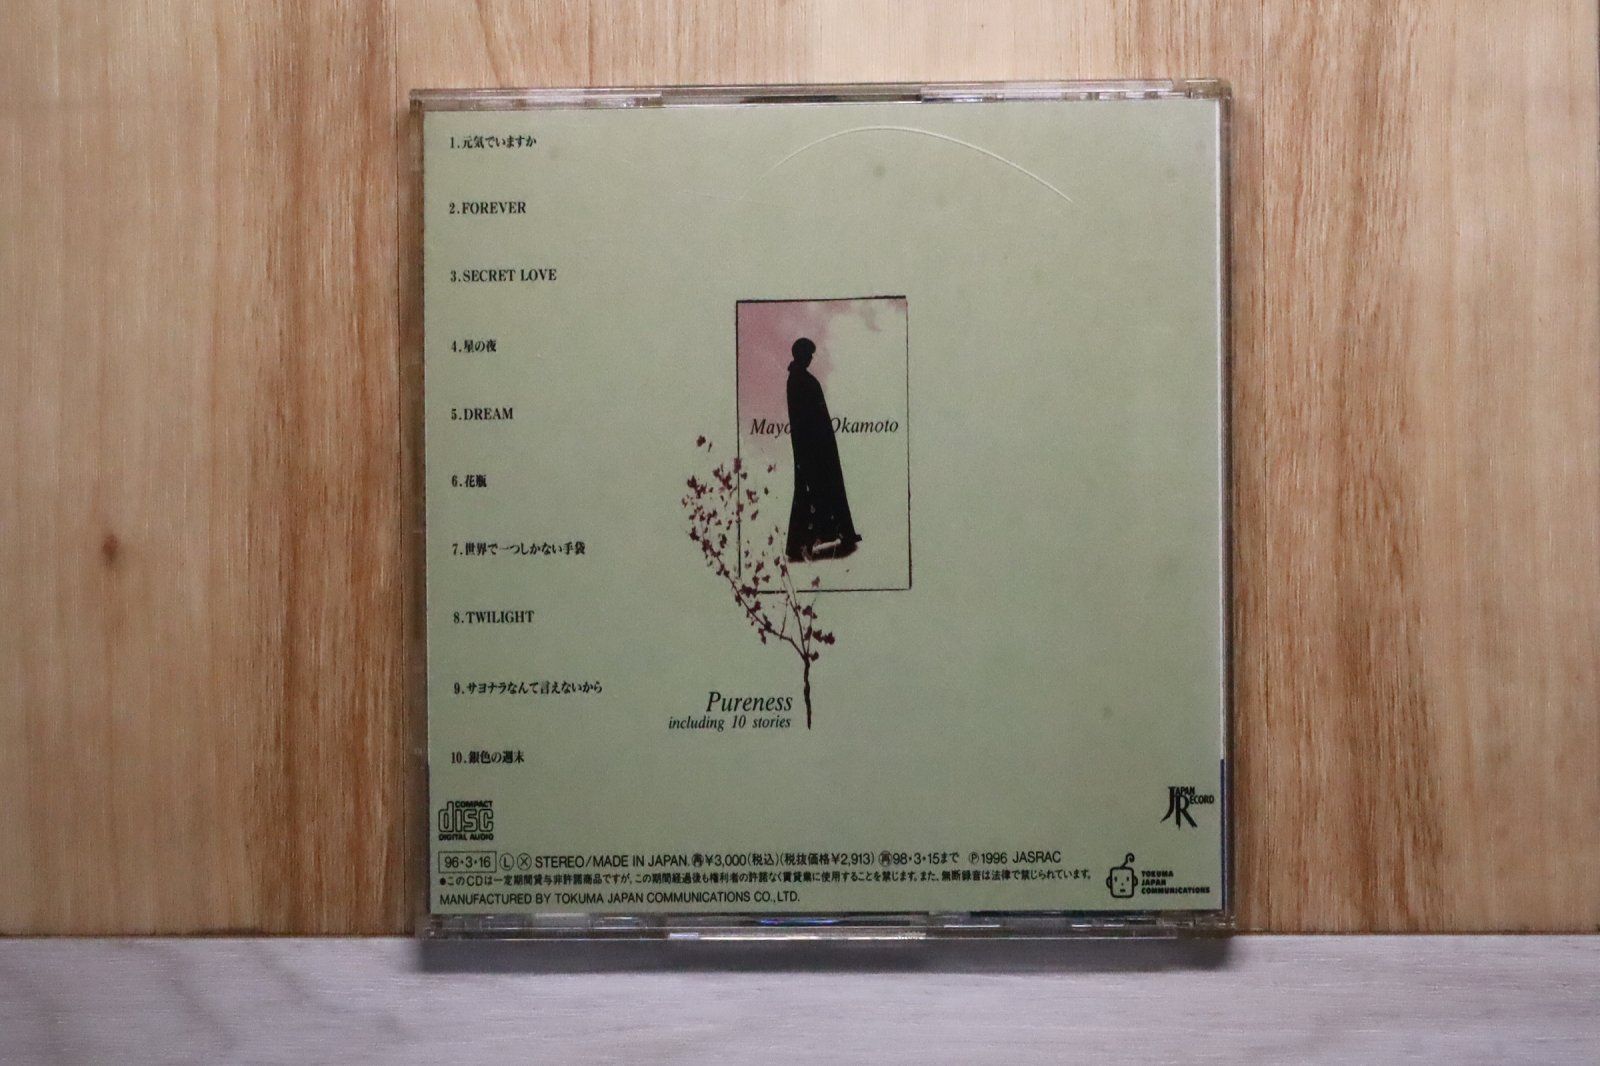 1.元気でいますか
2.FOREVER
3.SECRET LOVE
4.星の夜
5.DREAM
6.花瓶
7.世界で一つしかない手袋
8.TWILIGHT
9.サヨナラなんて言えないから
10.銀色の週末
Mayo Okamoto
Pureness
including 10 stories
JAPAN RECORD
COMPACT
disc
DIGITAL AUDIO
96・3・16 Ⓛ Ⓧ STEREO/MADE IN JAPAN. �the¥3,000(税込)(税抜価格¥2,913) 98・3・15まで Ⓟ1996 JASRAC
●このCDは一定期間貸与非許諾商品ですが、この期間経過後も権利者の許諾なく賃貸業に使用することを禁じます。また、無断録音は法律で禁じられています。
MANUFACTURED BY TOKUMA JAPAN COMMUNICATIONS CO.,LTD.
TOKUMA
JAPAN
COMMUNICATIONS